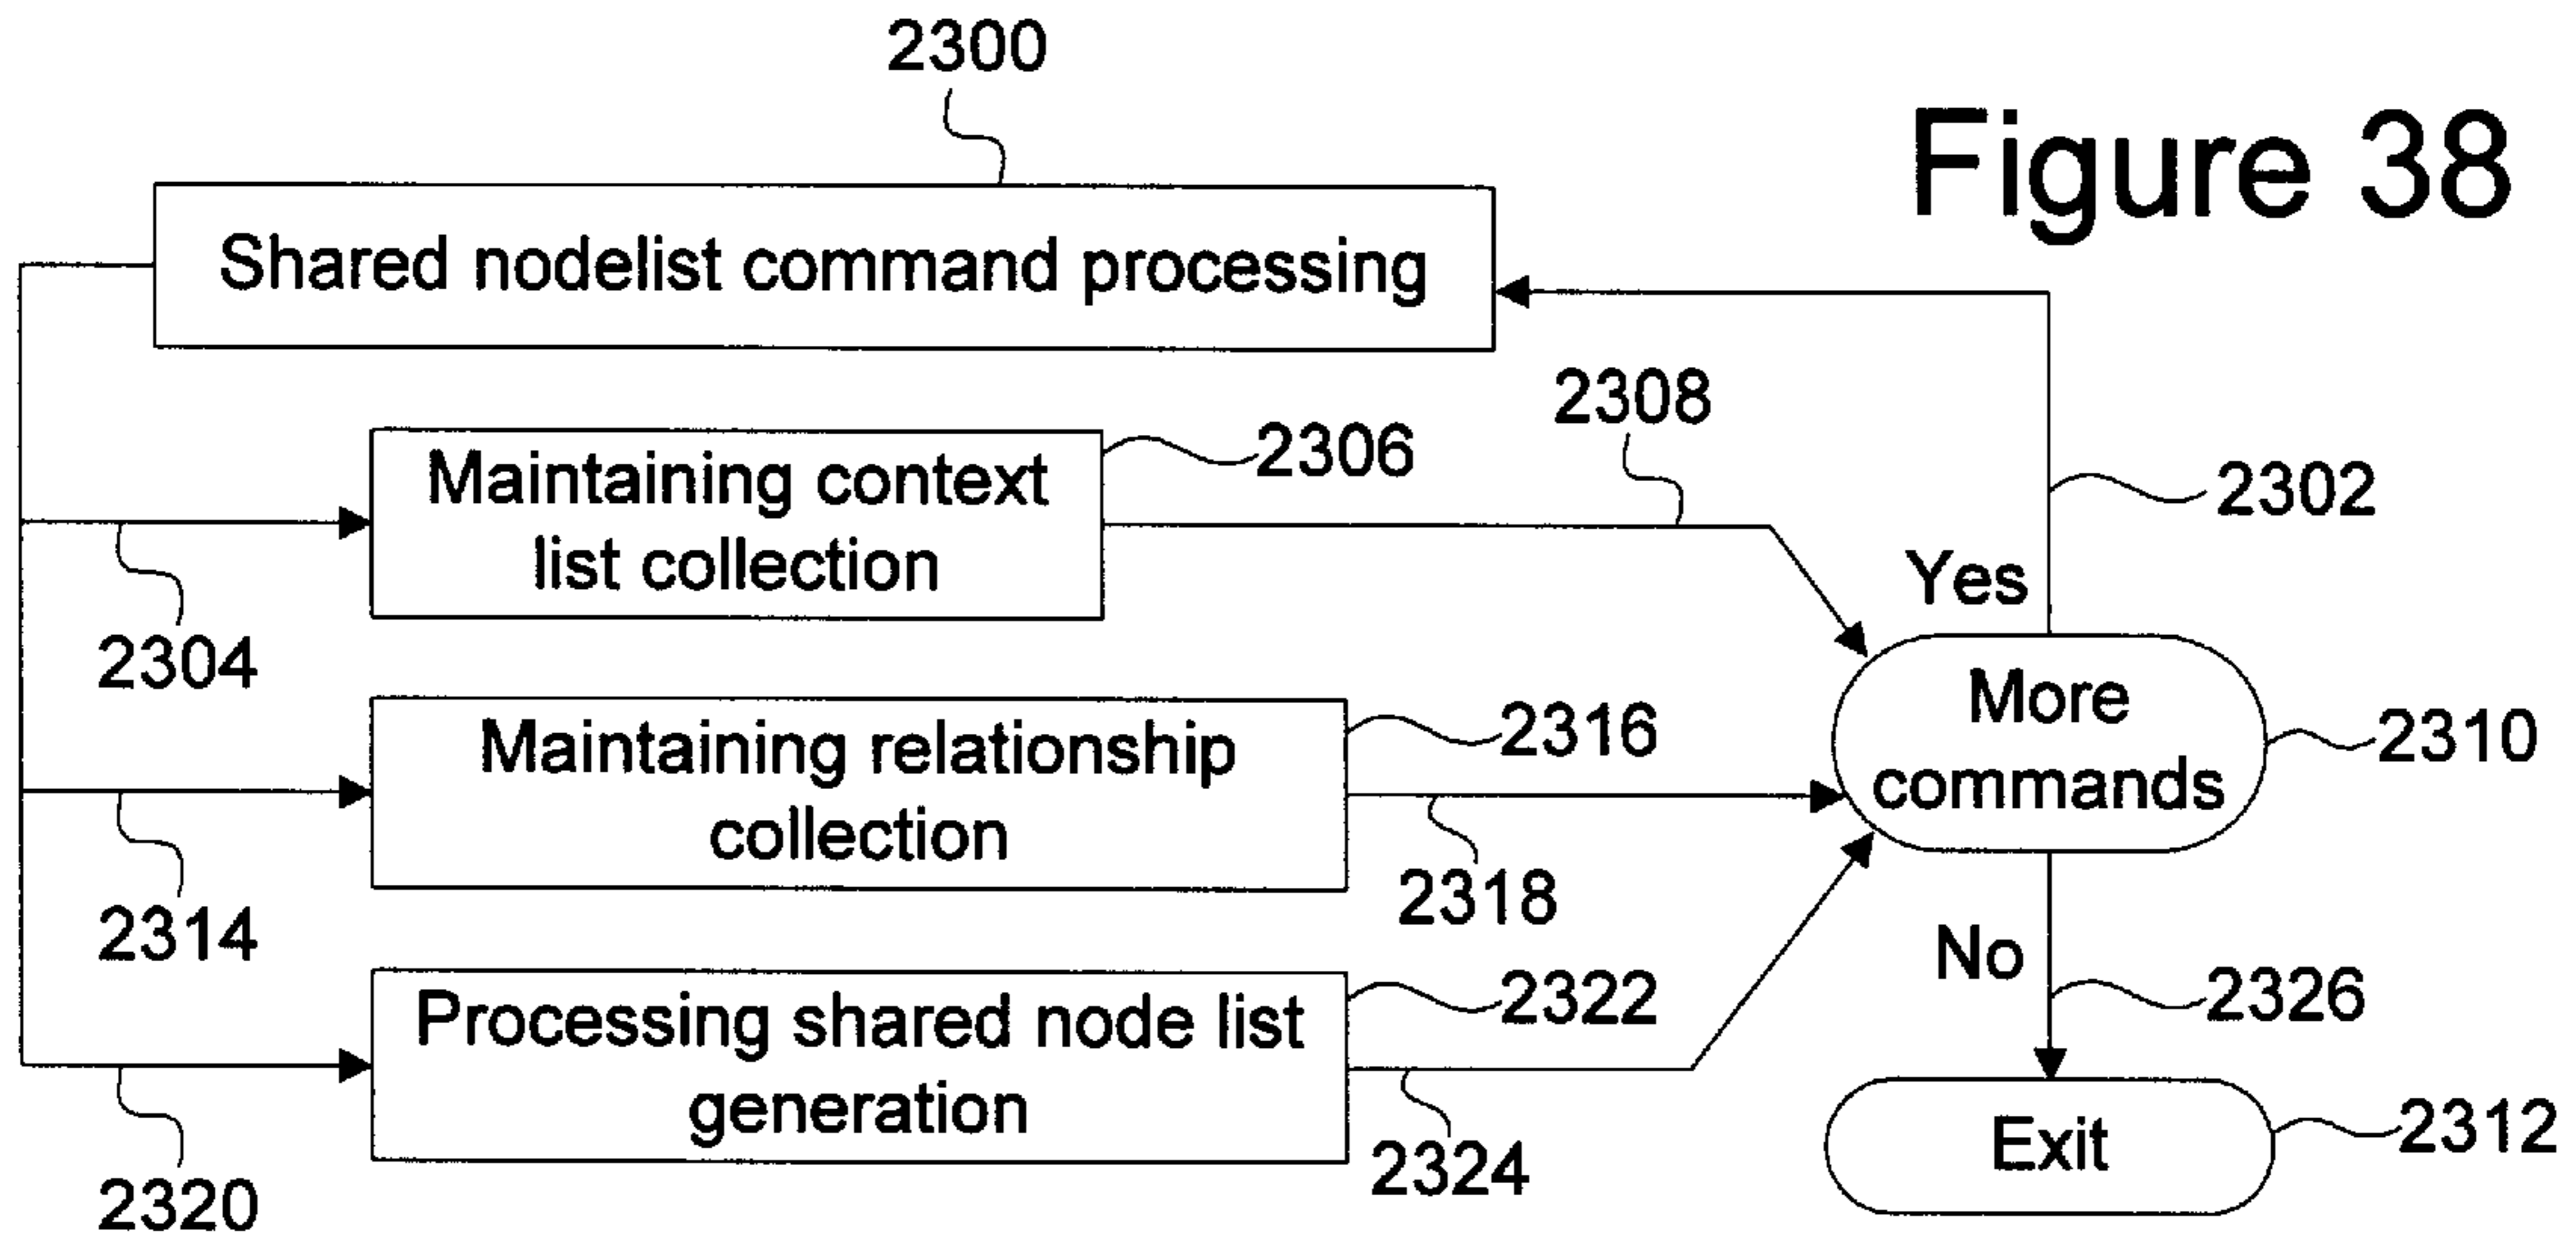 2300
Figure 38
Shared nodelist command processing
2308
2306
Maintaining context
list collection
2302
Yes
2304
More
commands
2310
2316
Maintaining relationship
collection
2318
2314
No
2326
2322
Processing shared node list
generation
2324
Exit
2312
2320